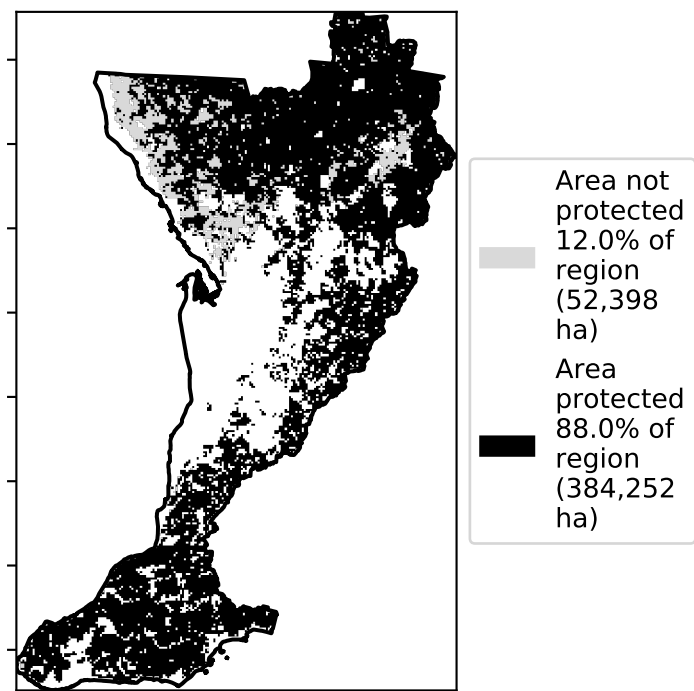 Area not
protected
12.0% of
region
(52,398
ha)
Area
protected
88.0% of
region
(384,252
ha)